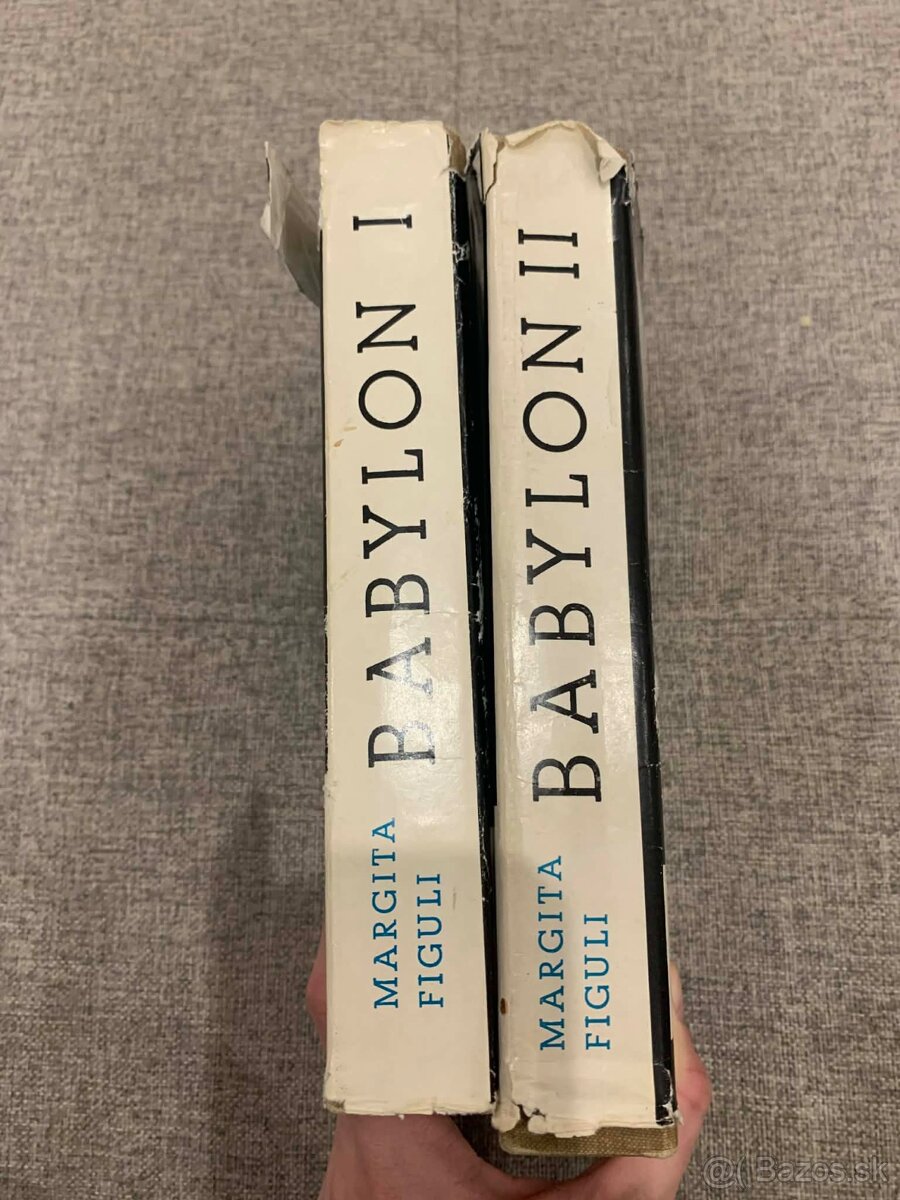 MARGITA
FIGULI
BABYLON I
MARGITA
FIGULI
BABYLON II
@( Bazos.sk